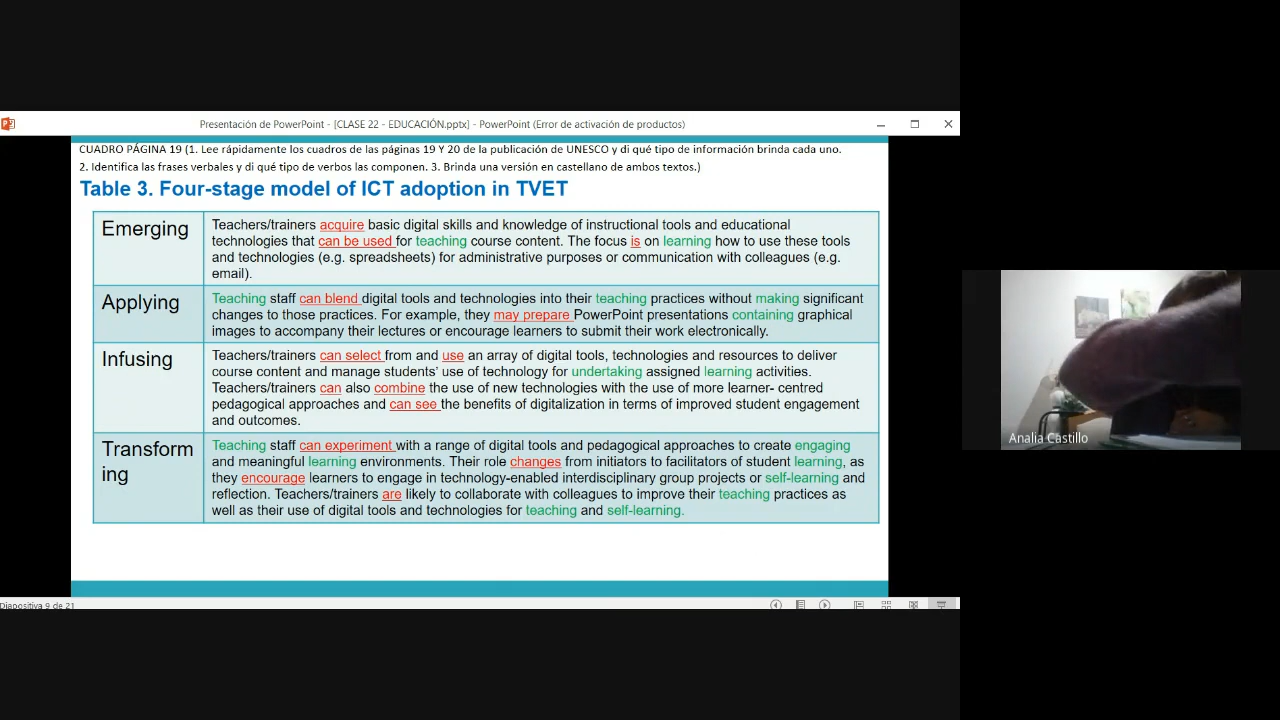 Presentación de PowerPoint - [CLASE 22 - EDUCACIÓN.pptx] - PowerPoint (Error de activación de productos)
CUADRO PÁGINA 19 (1. Lee rápidamente los cuadros de las páginas 19 Y 20 de la publicación de UNESCO y di qué tipo de información brinda cada uno.
2. Identifica las frases verbales y di qué tipo de verbos las componen. 3. Brinda una versión en castellano de ambos textos.)
Table 3. Four-stage model of ICT adoption in TVET
Emerging
Teachers/trainers acquire basic digital skills and knowledge of instructional tools and educational
technologies that can be used for teaching course content. The focus is on learning how to use these tools
and technologies (e.g. spreadsheets) for administrative purposes or communication with colleagues (e.g.
email).
Applying
Teaching staff can blend digital tools and technologies into their teaching practices without making significant
changes to those practices. For example, they may prepare PowerPoint presentations containing graphical
images to accompany their lectures or encourage learners to submit their work electronically.
Infusing
Teachers/trainers can select from and use an array of digital tools, technologies and resources to deliver
course content and manage students' use of technology for undertaking assigned learning activities.
Teachers/trainers can also combine the use of new technologies with the use of more learner- centred
pedagogical approaches and can see the benefits of digitalization in terms of improved student engagement
and outcomes.
Transform
ing
Teaching staff can experiment with a range of digital tools and pedagogical approaches to create engaging
and meaningful learning environments. Their role changes from initiators to facilitators of student learning, as
they encourage learners to engage in technology-enabled interdisciplinary group projects or self-learning and
reflection. Teachers/trainers are likely to collaborate with colleagues to improve their teaching practices as
well as their use of digital tools and technologies for teaching and self-learning.
Diapositiva 9 de 21
Analia Castillo